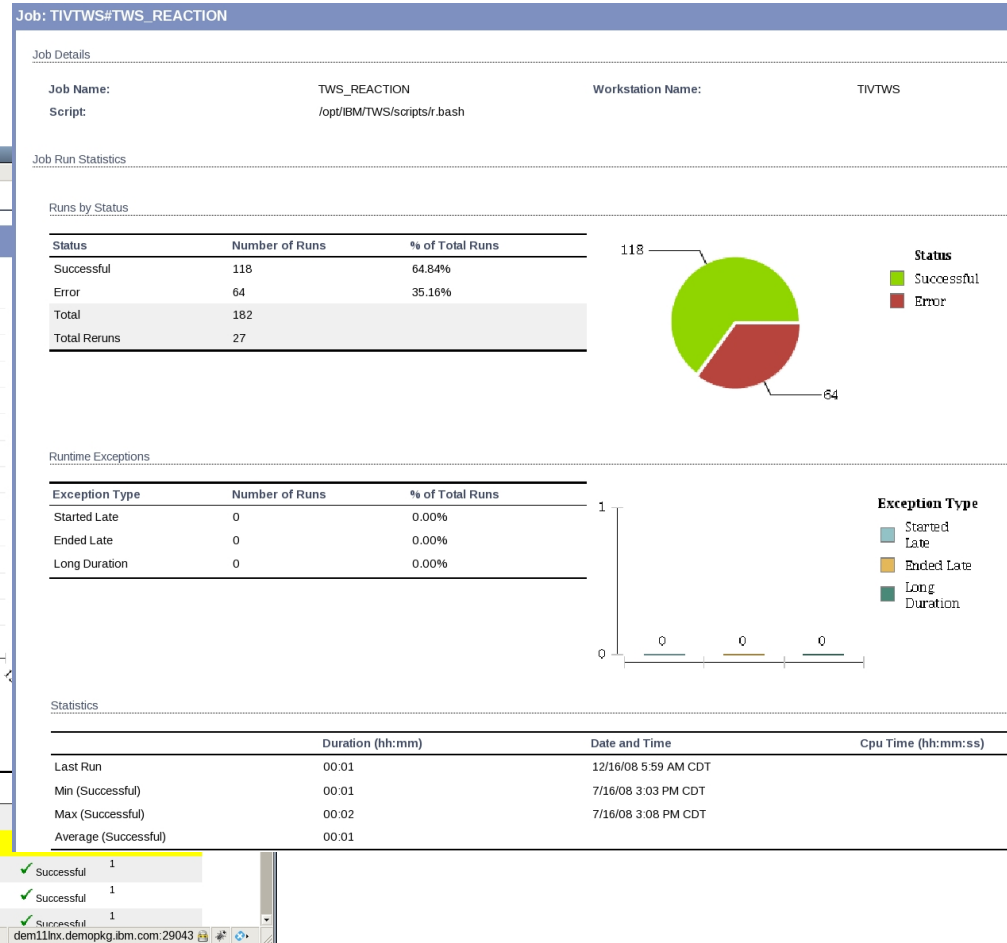 Job: TIVTWS#TWS_REACTION
Job Details
Job Name: TWS_REACTION Workstation Name: TIVTWS
Script: /opt/IBM/TWS/scripts/r.bash
Job Run Statistics
Runs by Status
Status Number of Runs % of Total Runs
Successful 118 64.84%
Error 64 35.16%
Total 182
Total Reruns 27
118
64
Status
Successful
Error
Runtime Exceptions
Exception Type Number of Runs % of Total Runs
Started Late 0 0.00%
Ended Late 0 0.00%
Long Duration 0 0.00%
1
0
0 0 0
Exception Type
Started
Late
Ended Late
Long
Duration
Statistics
Duration (hh:mm) Date and Time Cpu Time (hh:mm:ss)
Last Run 00:01 12/16/08 5:59 AM CDT
Min (Successful) 00:01 7/16/08 3:03 PM CDT
Max (Successful) 00:02 7/16/08 3:08 PM CDT
Average (Successful) 00:01
Successful 1
Successful 1
Successful 1
dem11lnx.demopkg.ibm.com:29043